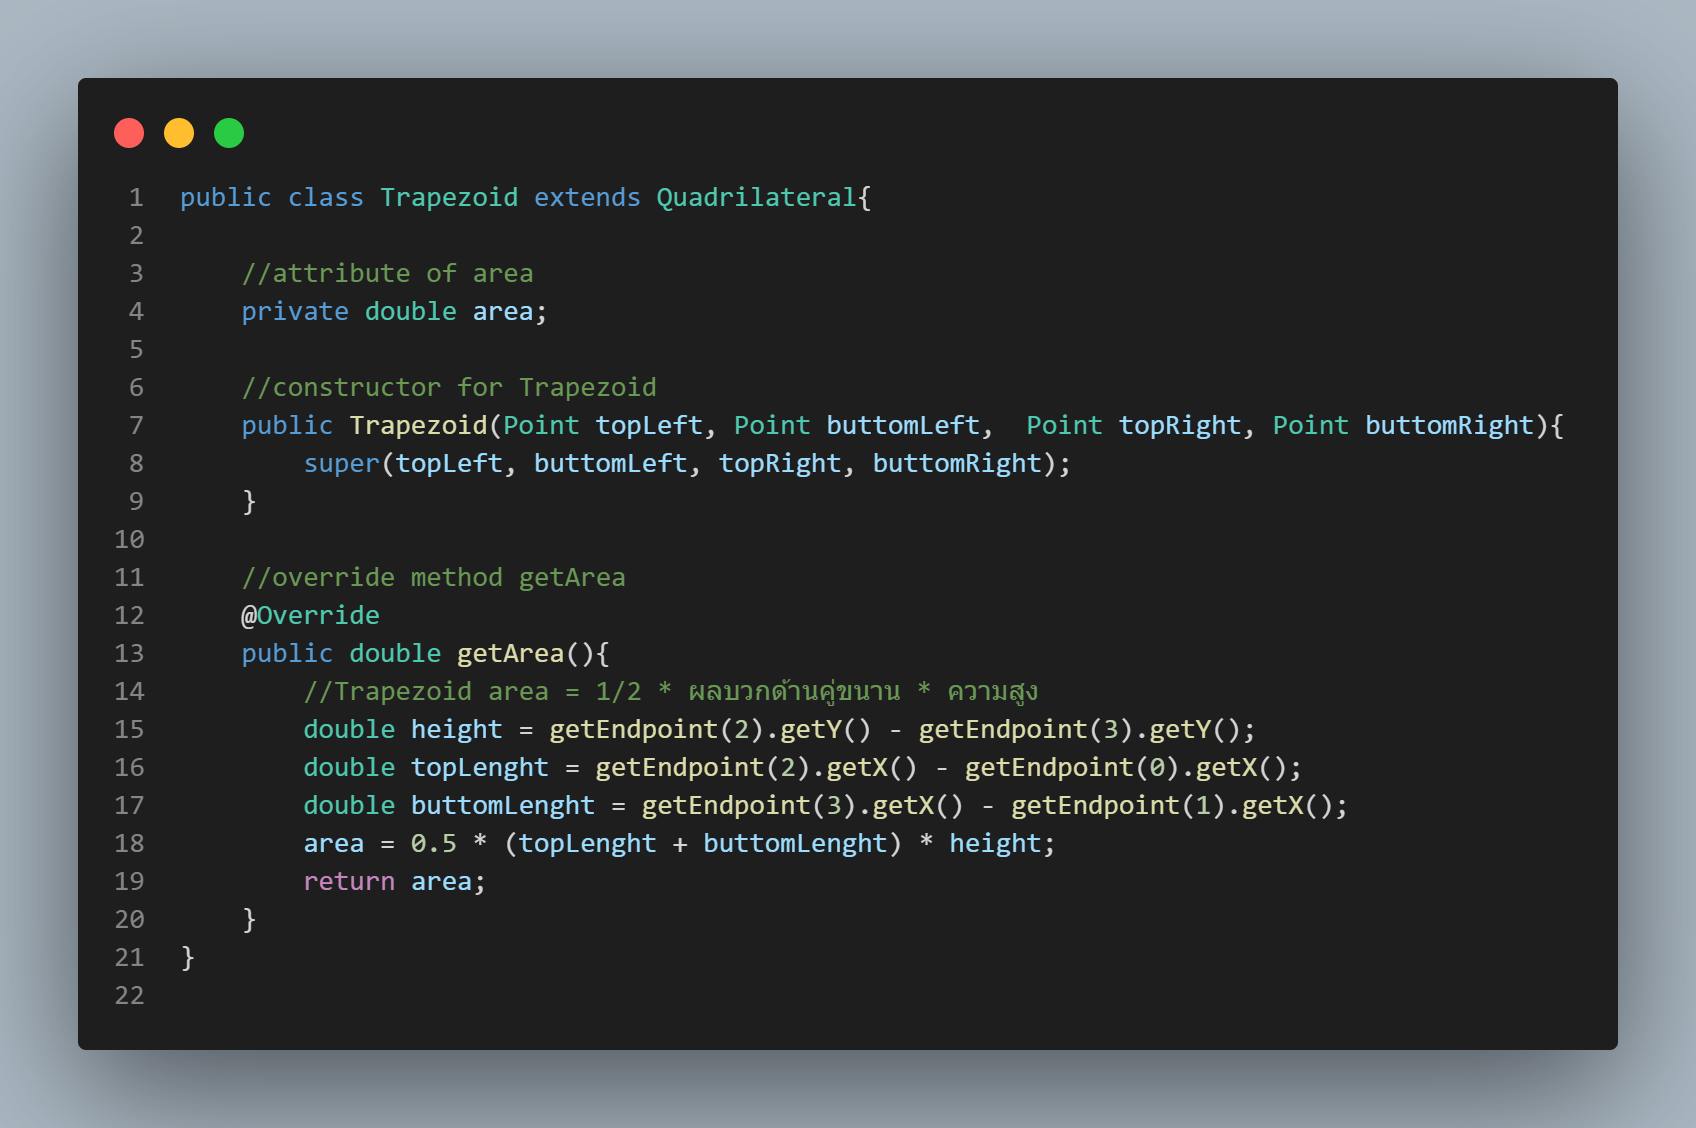 1 public class Trapezoid extends Quadrilateral{
2
3     //attribute of area
4     private double area;
5
6     //constructor for Trapezoid
7     public Trapezoid(Point topLeft, Point buttomLeft,  Point topRight, Point buttomRight){
8         super(topLeft, buttomLeft, topRight, buttomRight);
9     }
10
11     //override method getArea
12     @Override
13     public double getArea(){
14         //Trapezoid area = 1/2 * ผลบวกด้านคู่ขนาน * ความสูง
15         double height = getEndpoint(2).getY() - getEndpoint(3).getY();
16         double topLenght = getEndpoint(2).getX() - getEndpoint(0).getX();
17         double buttomLenght = getEndpoint(3).getX() - getEndpoint(1).getX();
18         area = 0.5 * (topLenght + buttomLenght) * height;
19         return area;
20     }
21 }
22